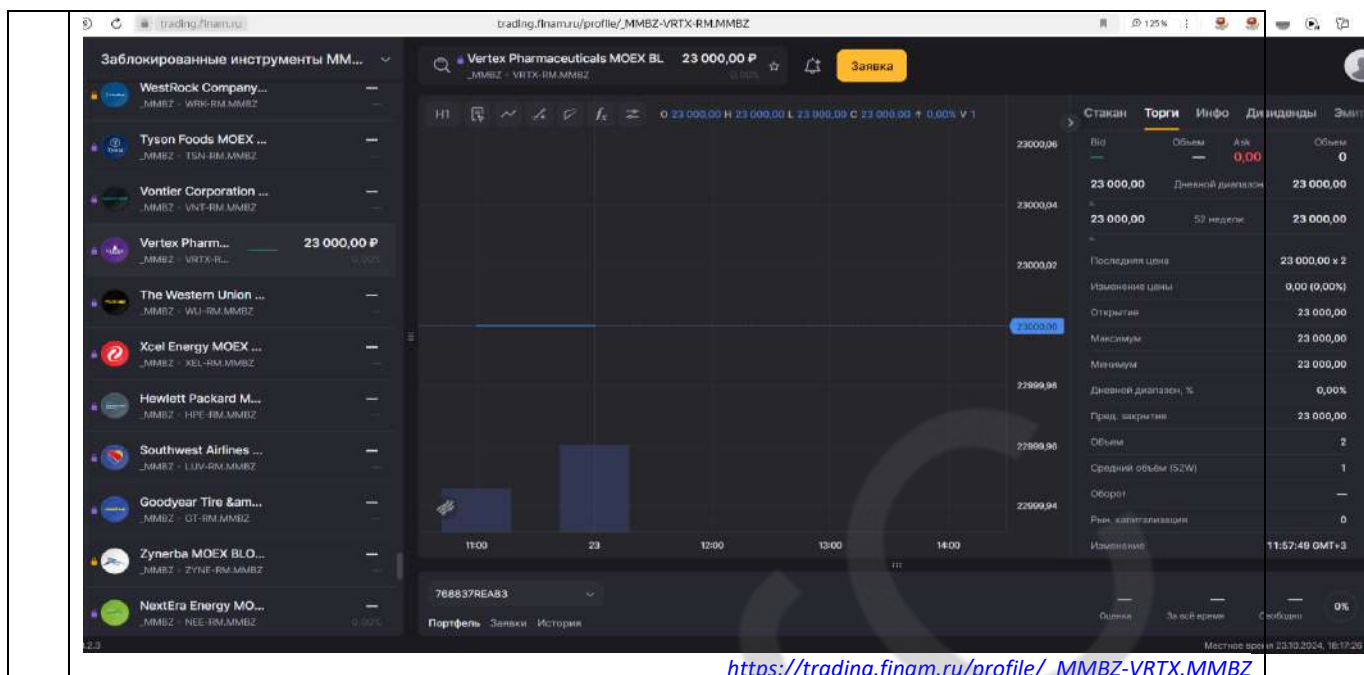 trading.finam.ru
trading.finam.ru/profile/_MMBZ-VRTX-RM.MMBZ
125%
Заблокированные инструменты MM...
WestRock Company...
_MMBZ · WRK-RM.MMBZ
Tyson Foods MOEX ...
_MMBZ · TSN-RM.MMBZ
Vontier Corporation ...
_MMBZ · VNT-RM.MMBZ
Vertex Pharm...
23 000,00 ₽
_MMBZ · VRTX-R...
0,00%
The Western Union ...
_MMBZ · WU-RM.MMBZ
Xcel Energy MOEX ...
_MMBZ · XEL-RM.MMBZ
Hewlett Packard M...
_MMBZ · HPE-RM.MMBZ
Southwest Airlines ...
_MMBZ · LUV-RM.MMBZ
Goodyear Tire &am...
_MMBZ · GT-RM.MMBZ
Zynerba MOEX BLO...
_MMBZ · ZYNE-RM.MMBZ
NextEra Energy MO...
_MMBZ · NEE-RM.MMBZ
0,00%
Vertex Pharmaceuticals MOEX BL 23 000,00 ₽
_MMBZ · VRTX-RM.MMBZ 0,00%
Заявка
H1
O 23 000,00 H 23 000,00 L 23 000,00 C 23 000,00 ↑ 0,00% V 1
23000,06
23000,04
23000,02
23000,00
22999,98
22999,96
22999,94
11:00 23 12:00 13:00 14:00
Стакан Торги Инфо Дивиденды Эмит
Bid Объем Ask Объем
— — 0,00 0
23 000,00 Дневной диапазон 23 000,00
23 000,00 52 недели 23 000,00
Последняя цена 23 000,00 x 2
Изменение цены 0,00 (0,00%)
Открытие 23 000,00
Максимум 23 000,00
Минимум 23 000,00
Дневной диапазон, % 0,00%
Пред. закрытие 23 000,00
Объем 2
Средний объём (52W) 1
Оборот —
Рын. капитализация 0
Изменение 11:57:49 GMT+3
768837REAB3
Портфель Заявки История
Оценка За всё время Свободно 0%
Местное время 23.10.2024, 16:17:26
https://trading.finam.ru/profile/_MMBZ-VRTX.MMBZ